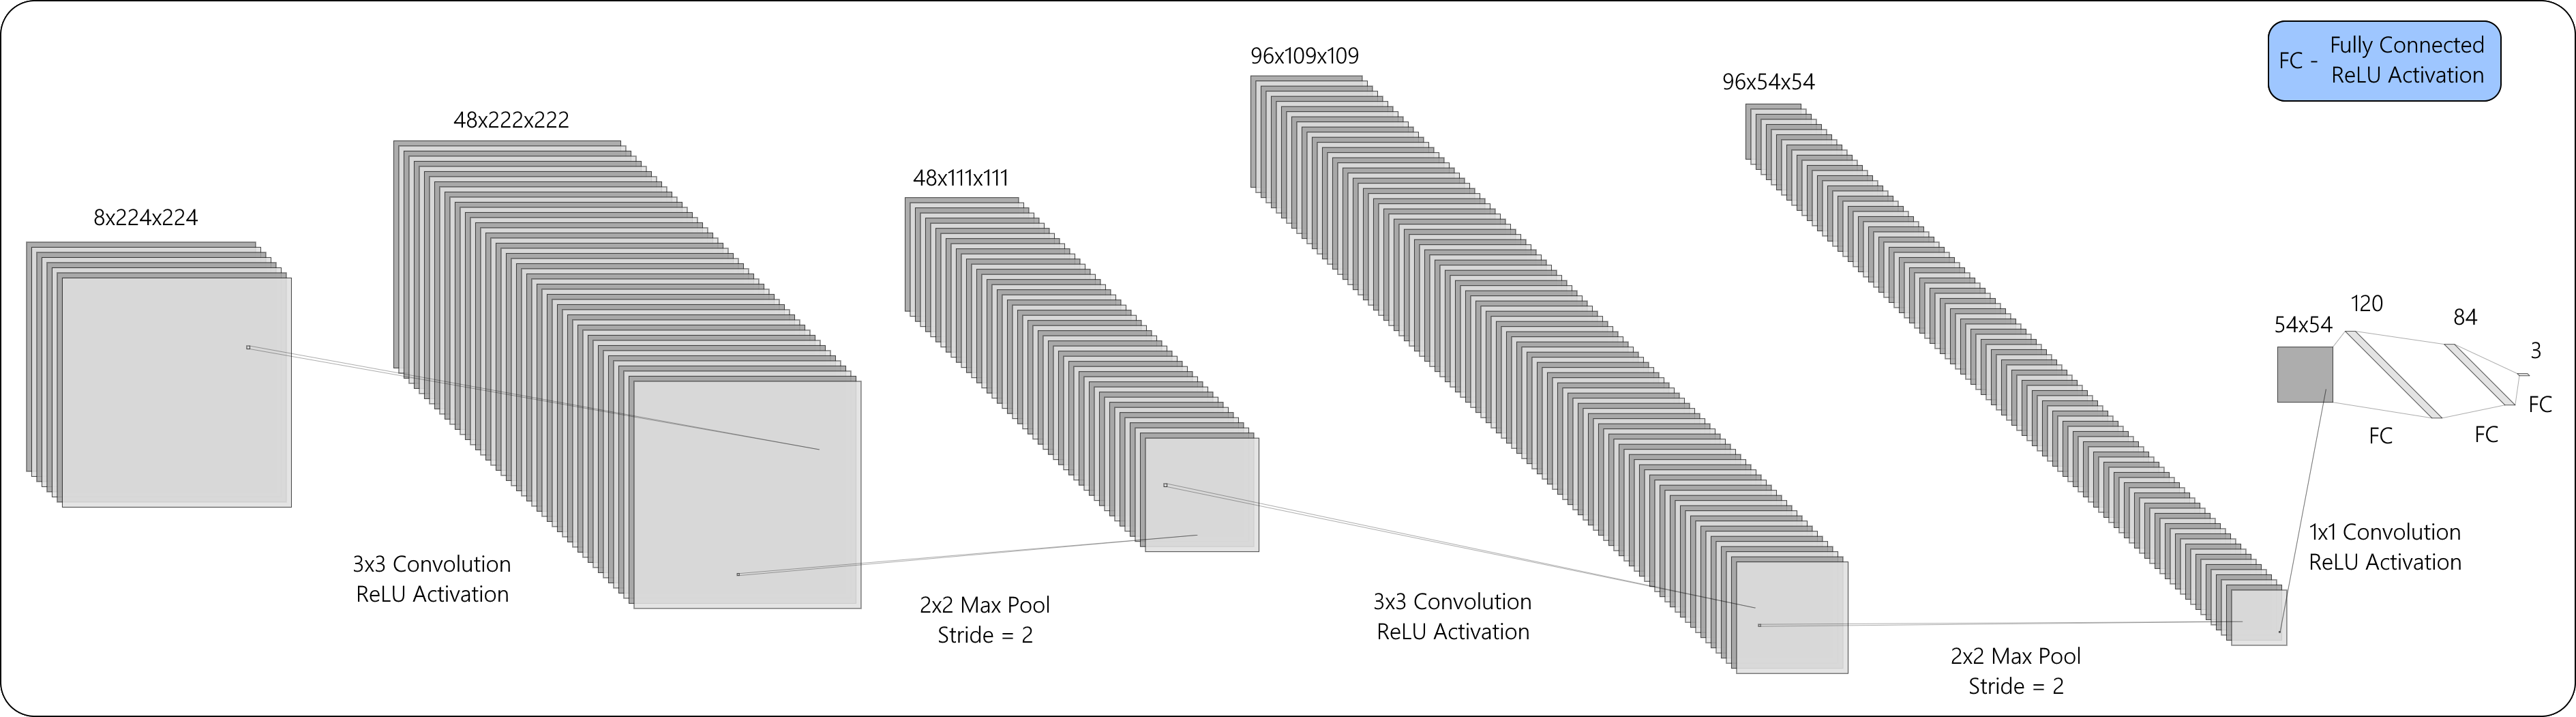 8x224x224
3x3 Convolution
ReLU Activation
48x222x222
2x2 Max Pool
Stride = 2
48x111x111
3x3 Convolution
ReLU Activation
96x109x109
2x2 Max Pool
Stride = 2
96x54x54
1x1 Convolution
ReLU Activation
54x54
FC
120
FC
84
FC
3
FC - Fully Connected
ReLU Activation